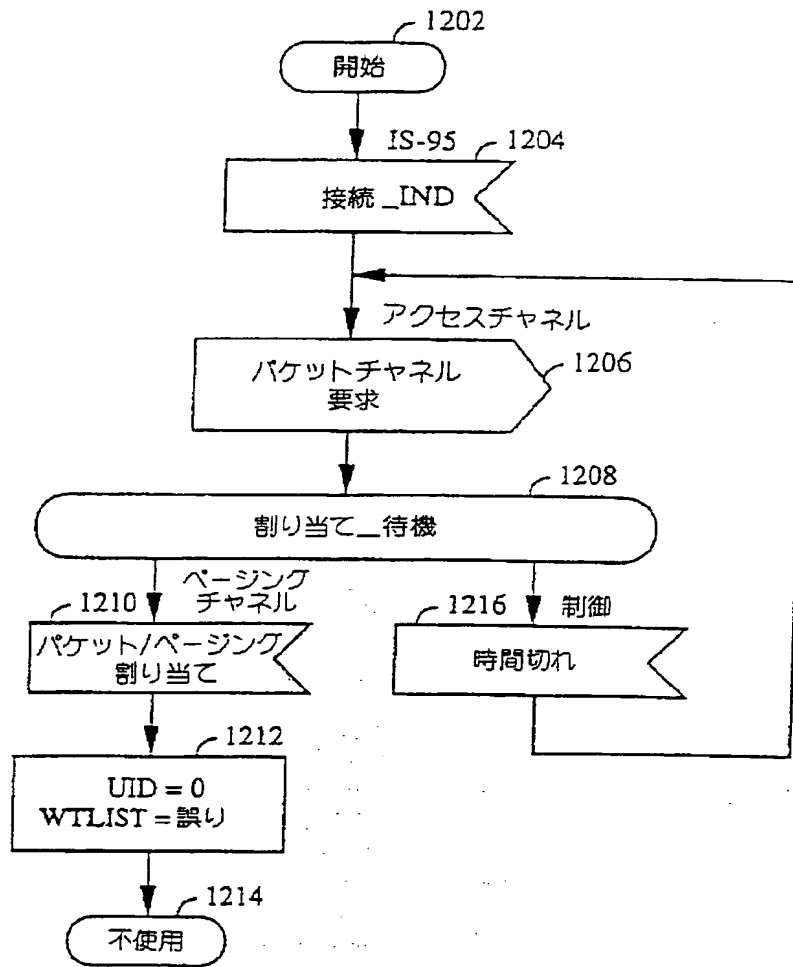 1202
開始
IS-95
1204
接続_IND
アクセスチャネル
パケットチャネル
要求
1206
1208
割り当て_待機
ページング
チャネル
1210
パケット/ページング
割り当て
1216
制御
時間切れ
1212
UID = 0
WTLIST = 誤り
1214
不使用